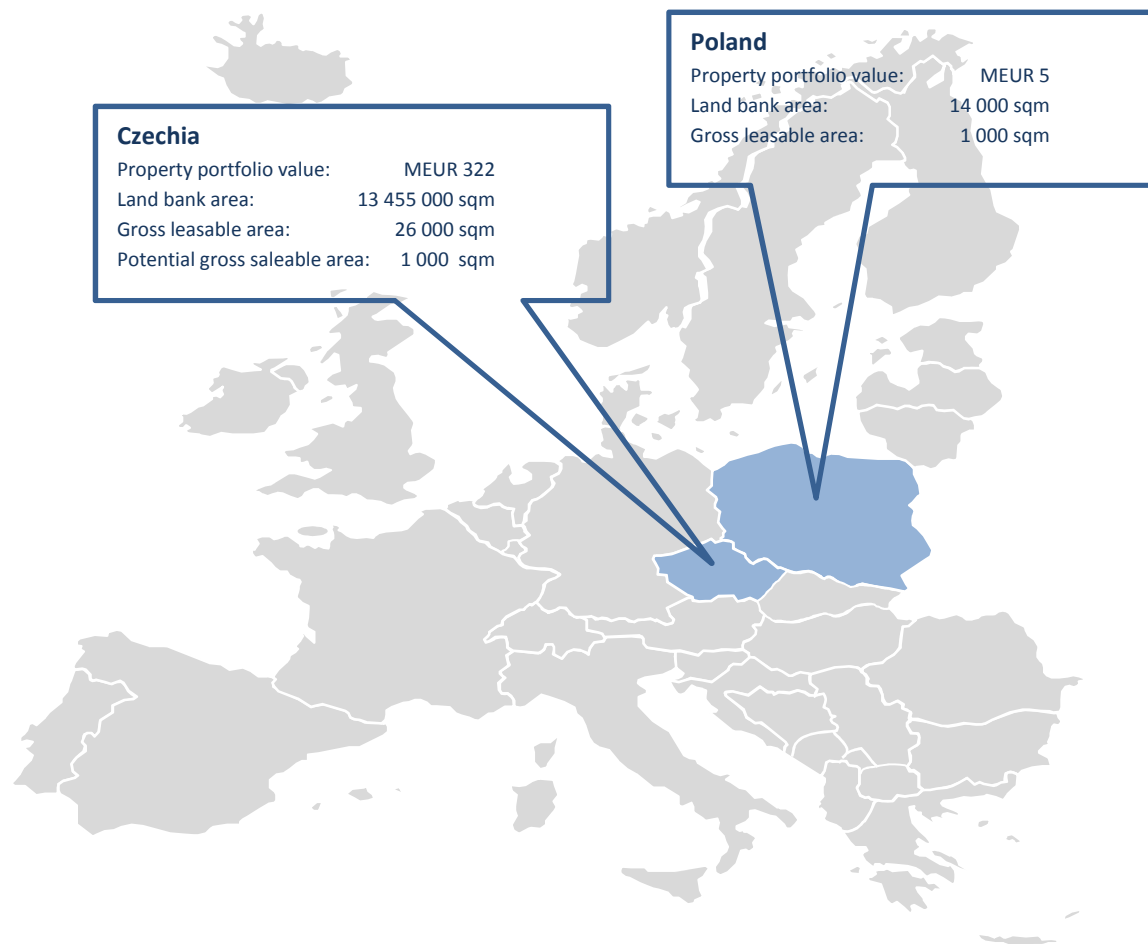 Poland
Property portfolio value: MEUR 5
Land bank area: 14 000 sqm
Gross leasable area: 1 000 sqm
Czechia
Property portfolio value: MEUR 322
Land bank area: 13 455 000 sqm
Gross leasable area: 26 000 sqm
Potential gross saleable area: 1 000 sqm